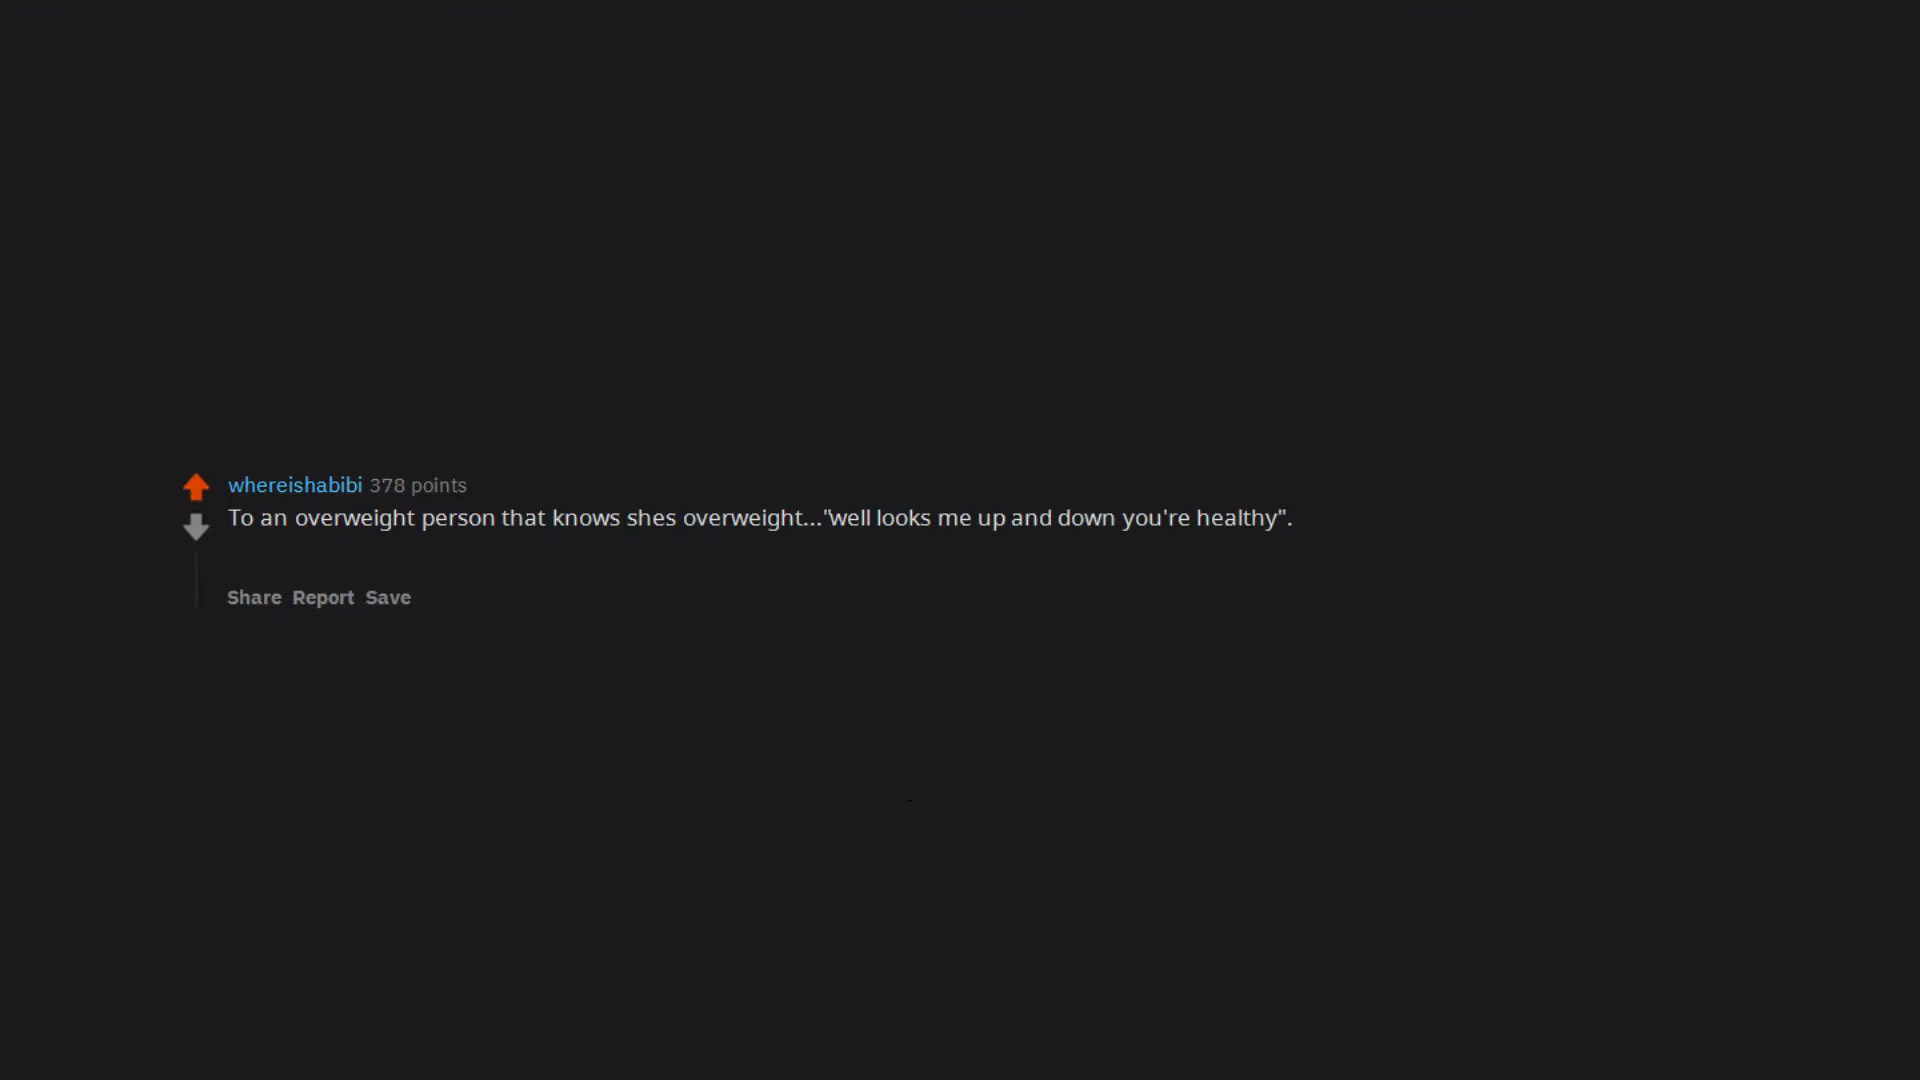 whereishabibi 378 points
To an overweight person that knows shes overweight..."well looks me up and down you're healthy".
Share Report Save